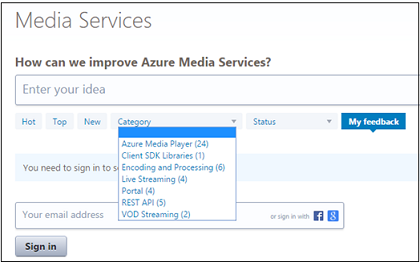 Media Services
How can we improve Azure Media Services?
Enter your idea
Hot Top New Category Status My feedback
Azure Media Player (24)
Client SDK Libraries (1)
Encoding and Processing (6)
Live Streaming (4)
Portal (4)
REST API (5)
VOD Streaming (2)
You need to sign in to s
Your email address or sign in with f g
Sign in